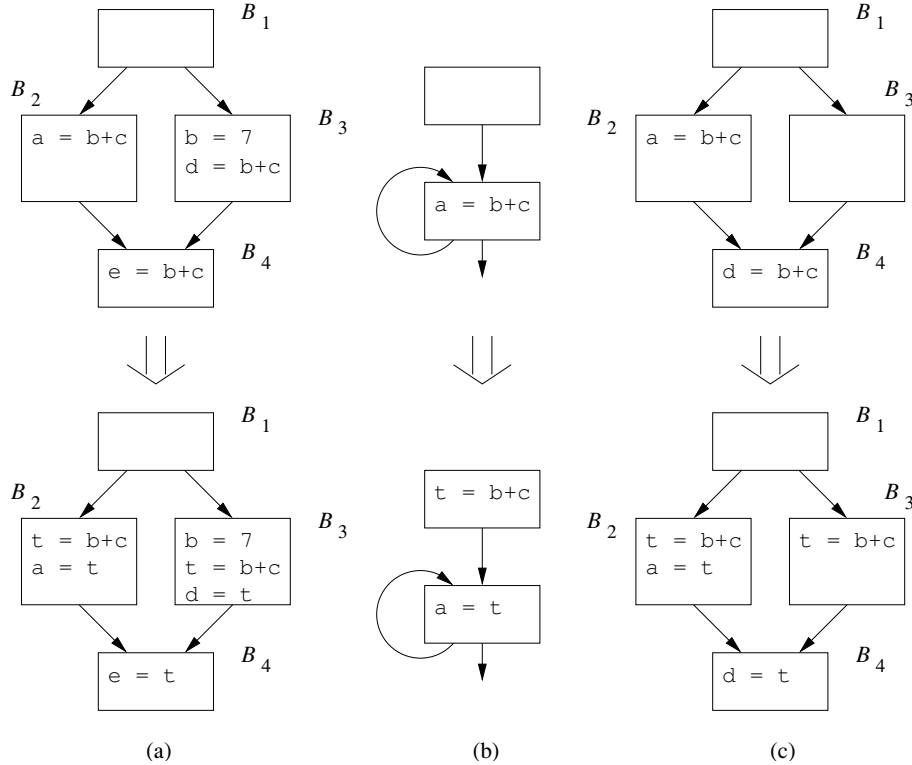 B1
B2
a = b+c
b = 7
d = b+c
B3
B4
e = b+c
a = b+c
B1
B3
B2
a = b+c
B4
d = b+c
B1
B2
t = b+c
a = t
b = 7
t = b+c
d = t
B3
B4
e = t
t = b+c
a = t
B1
B3
B2
t = b+c
a = t
t = b+c
B4
d = t
(a)
(b)
(c)